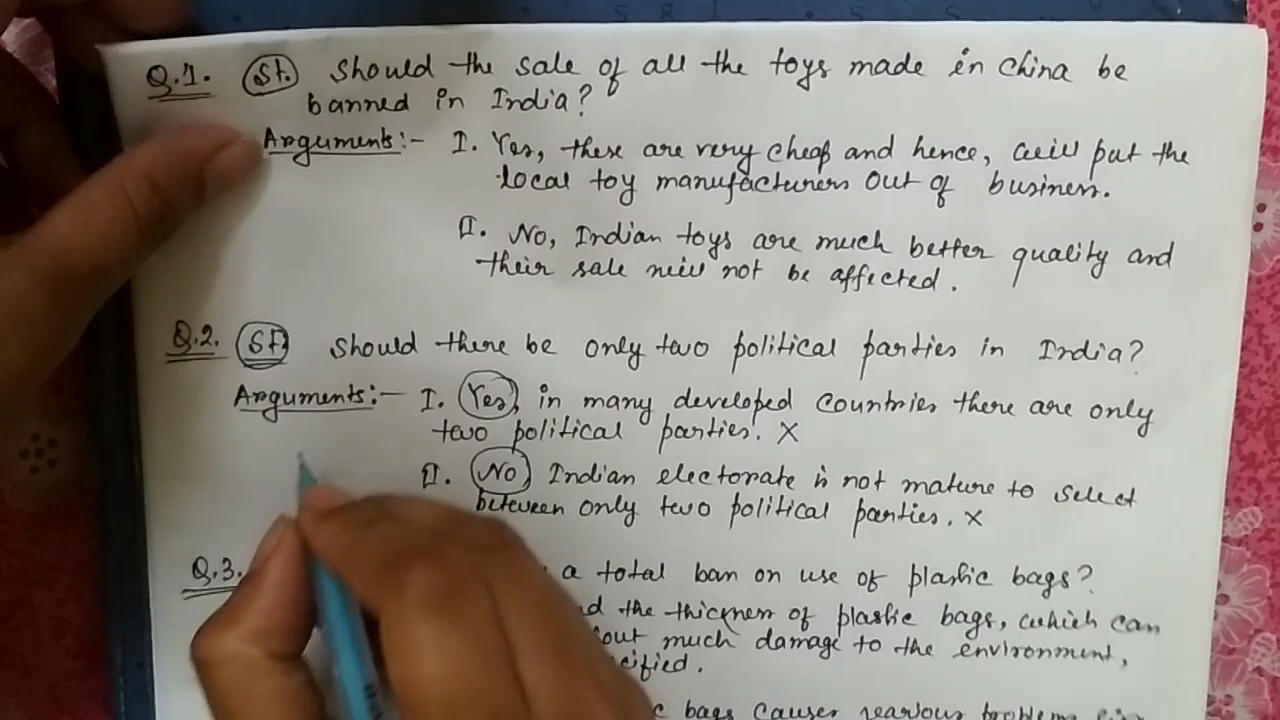 Q.1. St. Should the sale of all the toys made in China be
banned in India?
Arguments:- I. Yes, these are very cheap and hence, will put the
local toy manufacturers out of business.
II. No, Indian toys are much better quality and
their sale will not be affected.
Q.2. St. Should there be only two political parties in India?
Arguments:- I. Yes, in many developed countries there are only
two political parties. X
II. No, Indian electorate is not mature to select
between only two political parties. X
Q.3. a total ban on use of plastic bags?
the thickness of plastic bags, which can
much damage to the environment,
bags causes